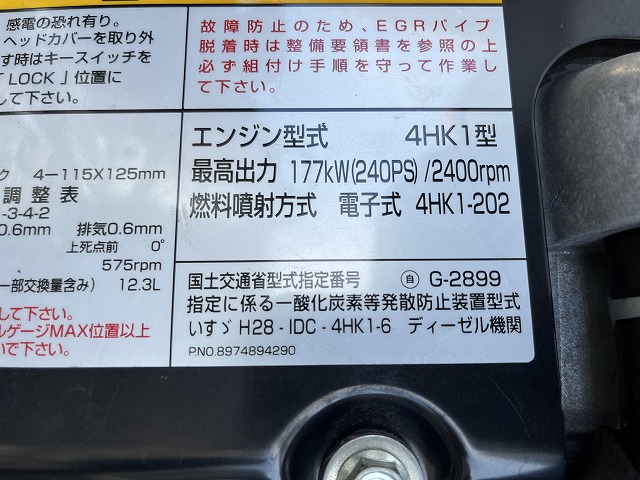 感電の恐れ有り。
ヘッドカバーを取り外
す時はキースイッチを
LOCK」位置に
して下さい。
故障防止のため、EGRパイプ
脱着時は整備要領書を参照の上
必ず組付け手順を守って作業し
て下さい。
4－115X125mm
調整表
-3-4-2
0.6mm 排気0.6mm
上死点前 0°
575rpm
一部交換量含み) 12.3L
して下さい。
ルゲージMAX位置以上
いで下さい。
エンジン型式 4HK1型
最高出力 177kW(240PS)/2400rpm
燃料噴射方式 電子式 4HK1-202
国土交通省型式指定番号 ㊀自 G-2899
指定に係る一酸化炭素等発散防止装置型式
いすゞ H28-IDC-4HK1-6 ディーゼル機関
PNO.8974894290